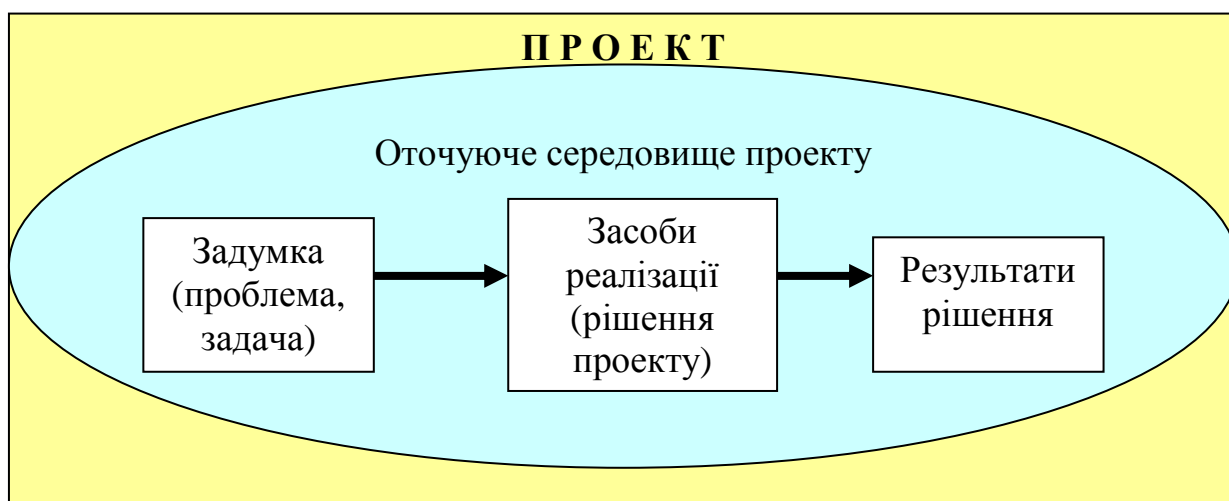 П Р О Е К Т
Оточуюче середовище проекту
Задумка
(проблема,
задача)
Засоби
реалізації
(рішення
проекту)
Результати
рішення